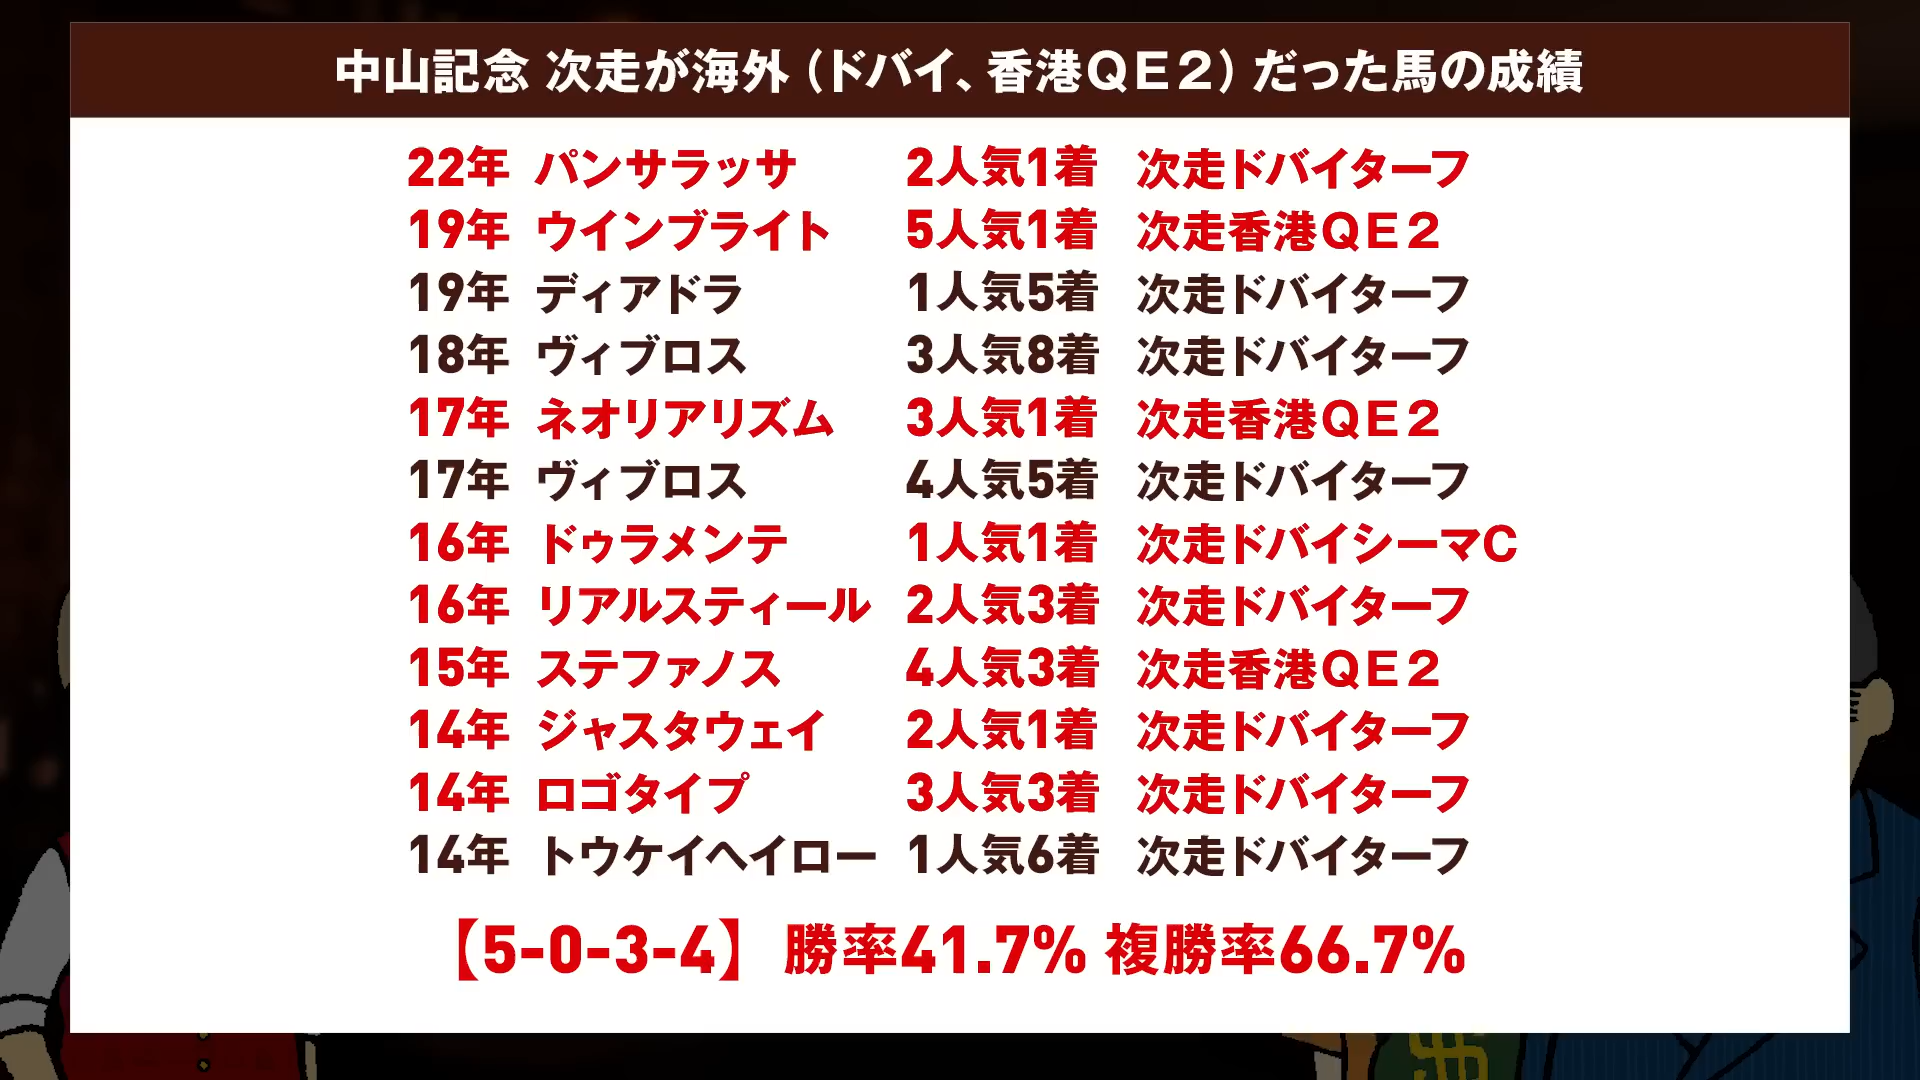 中山記念 次走が海外（ドバイ、香港ＱＥ２）だった馬の成績
22年 パンサラッサ 2人気1着 次走ドバイターフ
19年 ウインブライト 5人気1着 次走香港ＱＥ２
19年 ディアドラ 1人気5着 次走ドバイターフ
18年 ヴィブロス 3人気8着 次走ドバイターフ
17年 ネオリアリズム 3人気1着 次走香港ＱＥ２
17年 ヴィブロス 4人気5着 次走ドバイターフ
16年 ドゥラメンテ 1人気1着 次走ドバイシーマC
16年 リアルスティール 2人気3着 次走ドバイターフ
15年 ステファノス 4人気3着 次走香港ＱＥ２
14年 ジャスタウェイ 2人気1着 次走ドバイターフ
14年 ロゴタイプ 3人気3着 次走ドバイターフ
14年 トウケイヘイロー 1人気6着 次走ドバイターフ
【5-0-3-4】 勝率41.7% 複勝率66.7%